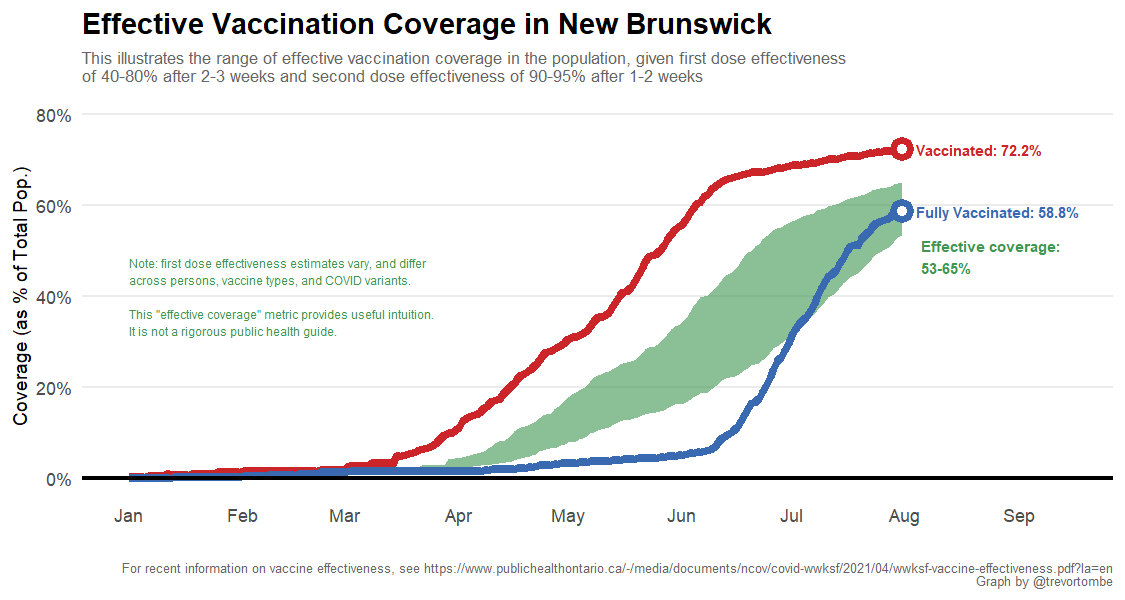 Effective Vaccination Coverage in New Brunswick
This illustrates the range of effective vaccination coverage in the population, given first dose effectiveness
of 40-80% after 2-3 weeks and second dose effectiveness of 90-95% after 1-2 weeks
Coverage (as % of Total Pop.)
80%
60%
40%
20%
0%
Vaccinated: 72.2%
Fully Vaccinated: 58.8%
Effective coverage:
53-65%
Note: first dose effectiveness estimates vary, and differ
across persons, vaccine types, and COVID variants.
This "effective coverage" metric provides useful intuition.
It is not a rigorous public health guide.
Jan Feb Mar Apr May Jun Jul Aug Sep
For recent information on vaccine effectiveness, see https://www.publichealthontario.ca/-/media/documents/ncov/covid-wwksf/2021/04/wwksf-vaccine-effectiveness.pdf?la=en
Graph by @trevortombe